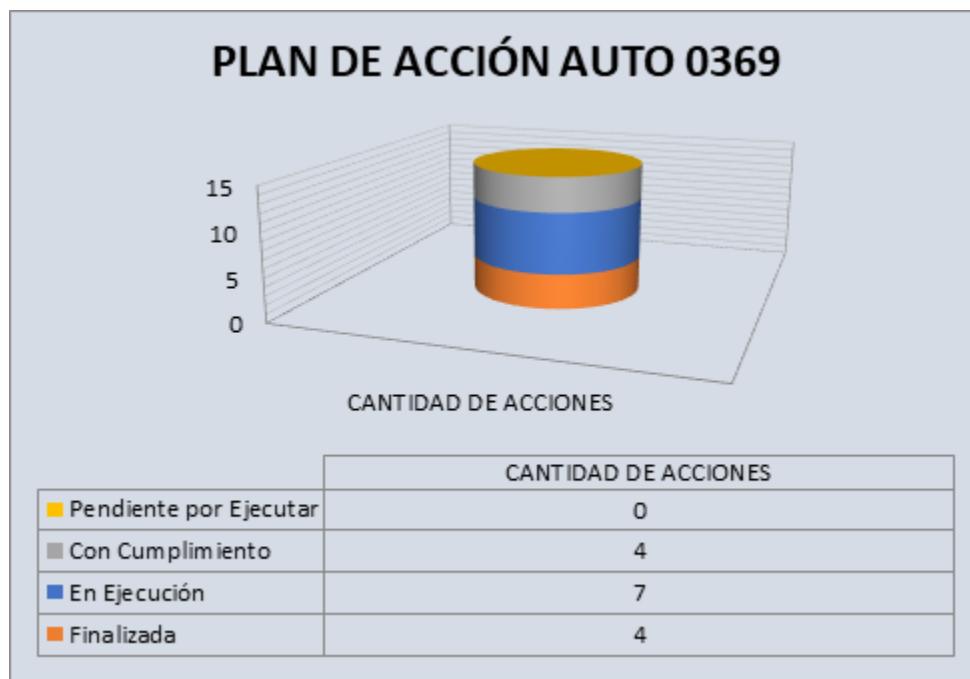 PLAN DE ACCIÓN AUTO 0369
15
10
5
0
CANTIDAD DE ACCIONES
CANTIDAD DE ACCIONES
Pendiente por Ejecutar 0
Con Cumplimiento 4
En Ejecución 7
Finalizada 4